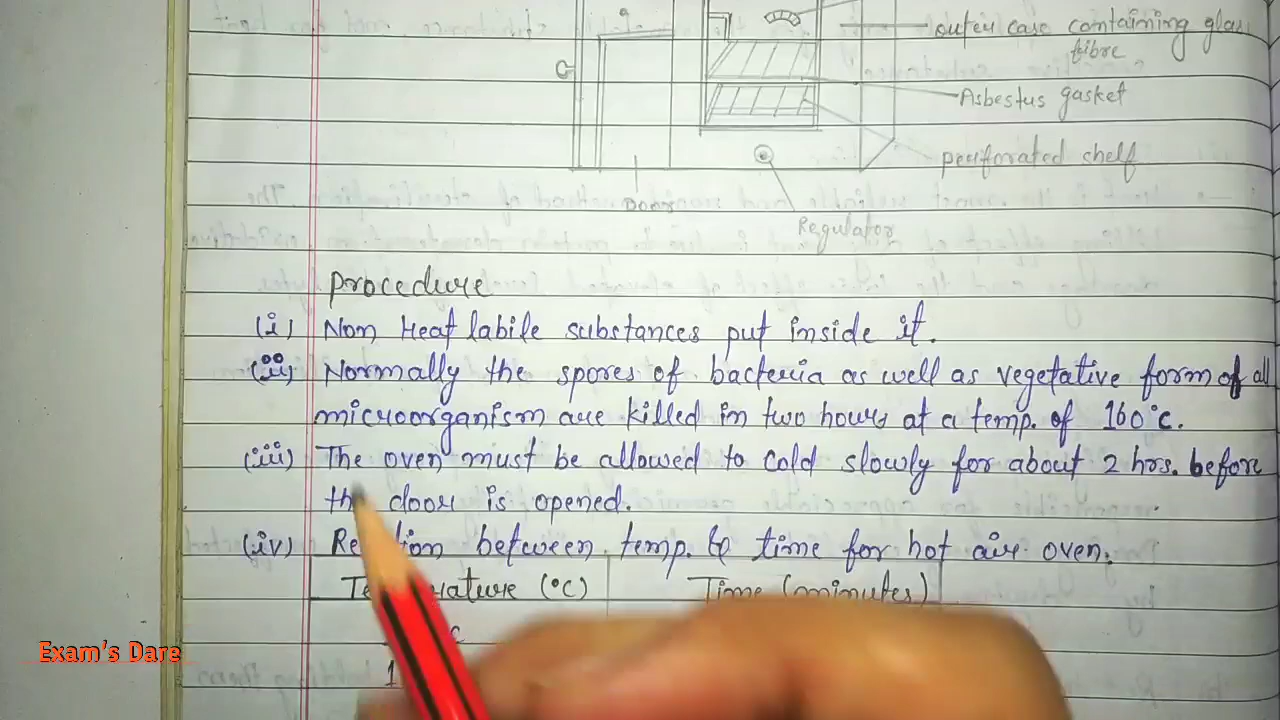 outer case containing glass
fibre
Asbestus gasket
perforated shelf
Door
Regulator
Procedure
(i) Non Heat labile substances put inside it.
(ii) Normally the spores of bacteria as well as vegetative form of all
microorganism are killed in two hours at a temp. of 160°c.
(iii) The oven must be allowed to cold slowly for about 2 hrs. before
the door is opened.
(iv) between temp. & time for hot air oven.
(°C) Time (minutes)
Exam's Dare